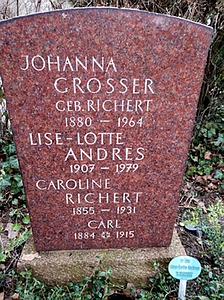 JOHANNA
GROSSER
GEB. RICHERT
1880 – 1964
LISE-LOTTE
ANDRES
1907 – 1979
CAROLINE
RICHERT
1855 – 1931
CARL
1884 1915